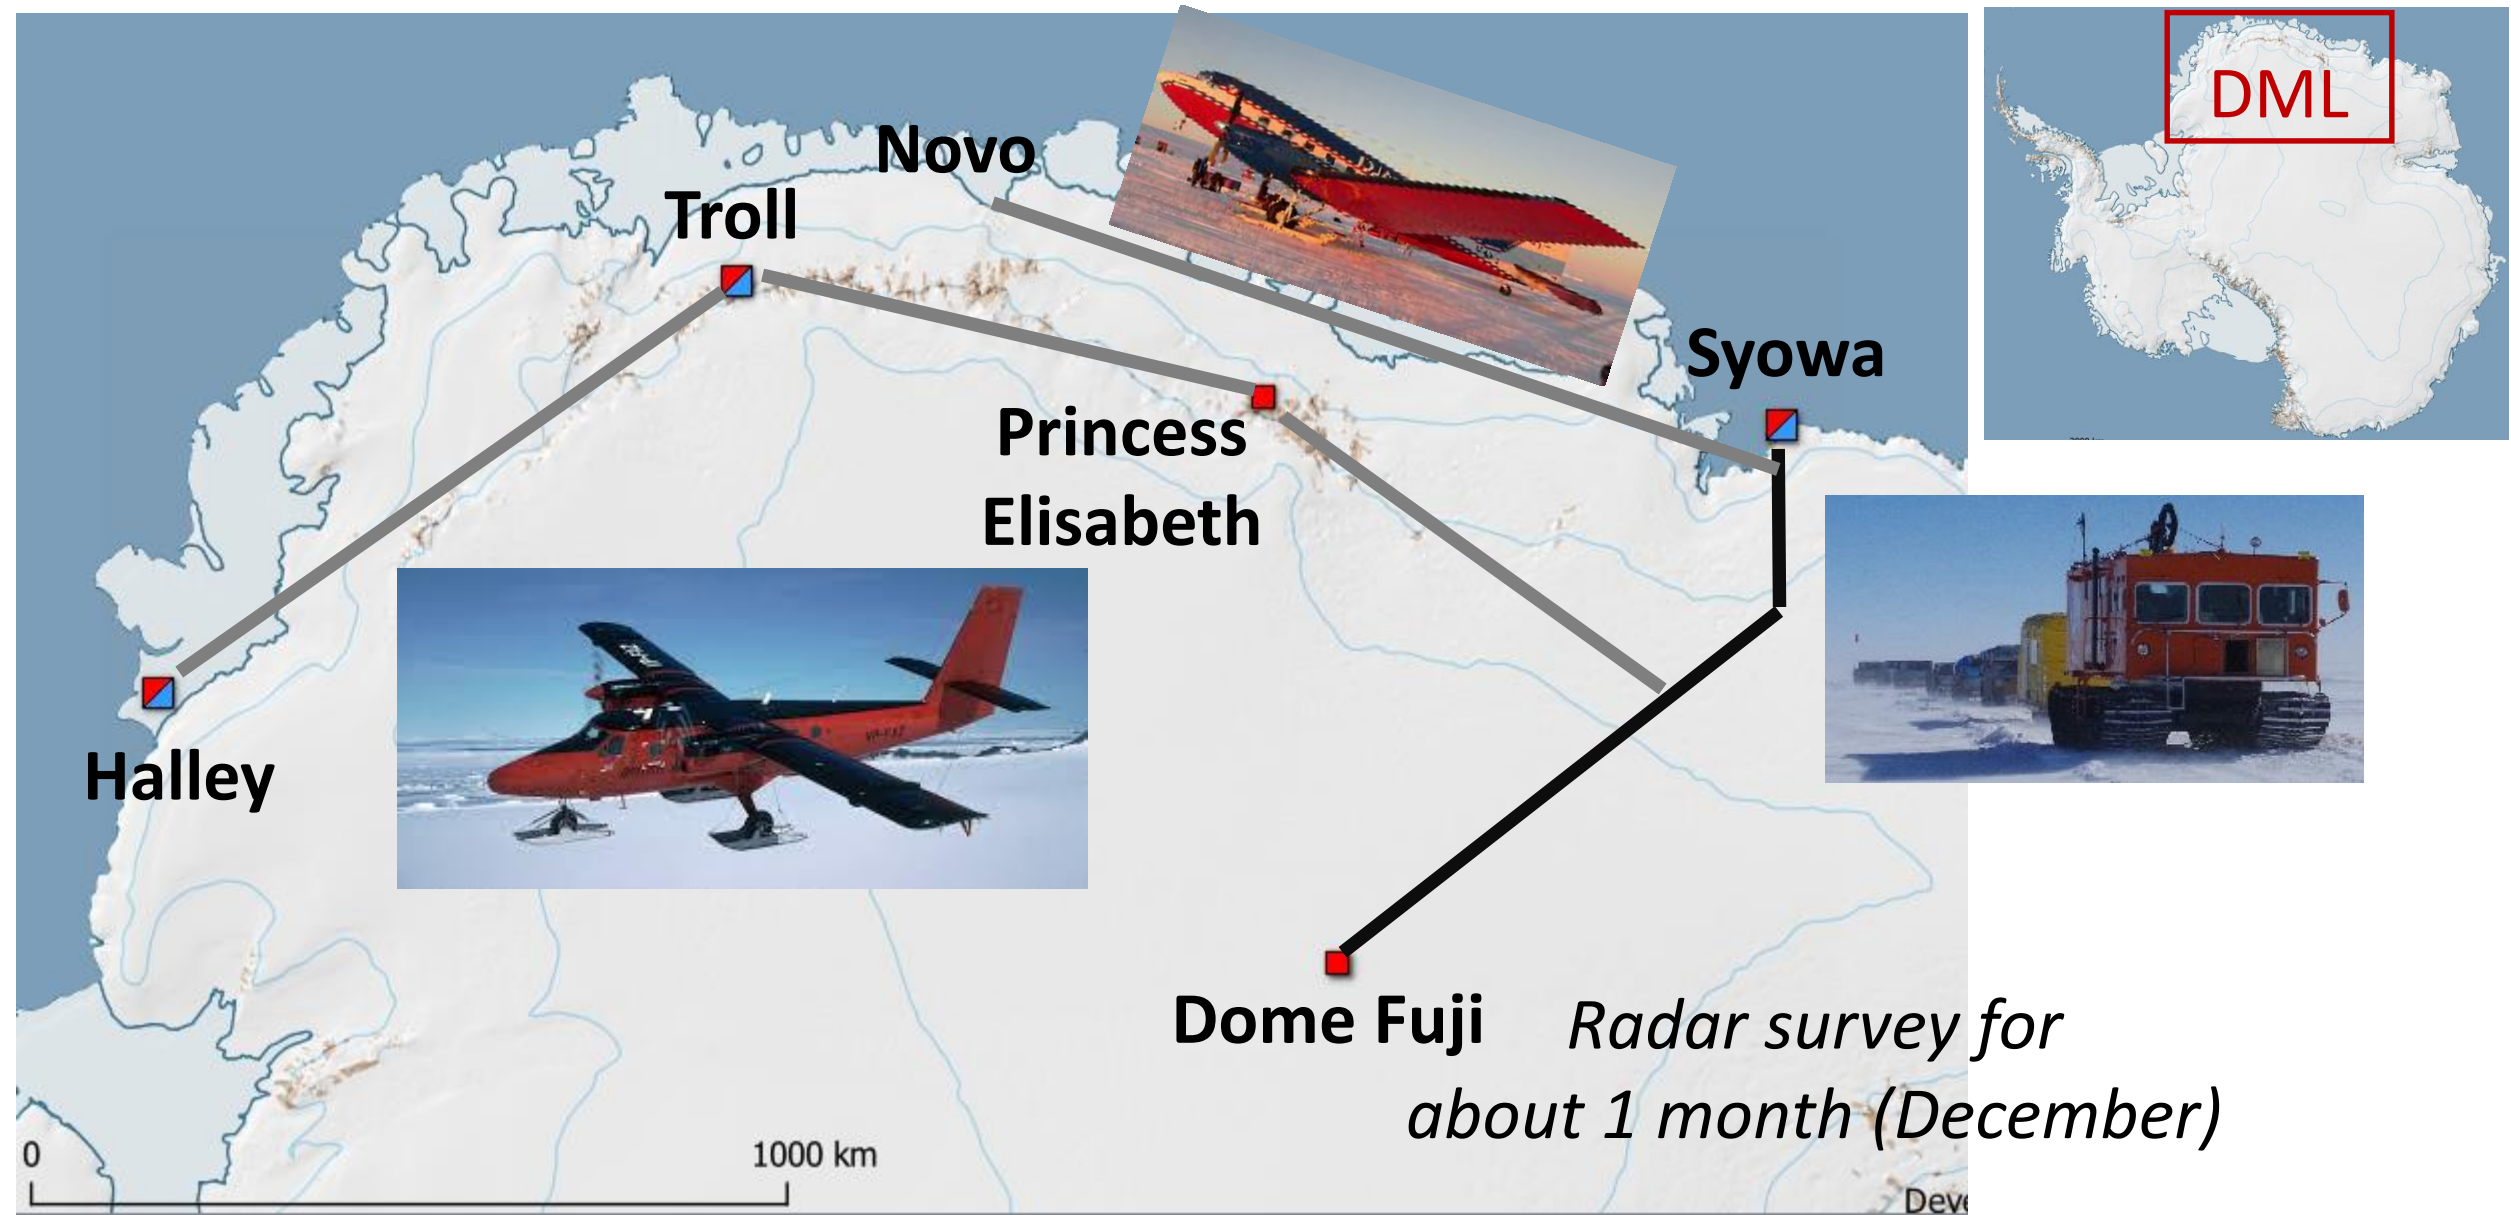 Novo
Troll
Syowa
Princess
Elisabeth
Halley
Dome Fuji
Radar survey for
about 1 month (December)
0
1000 km
Deve
DML